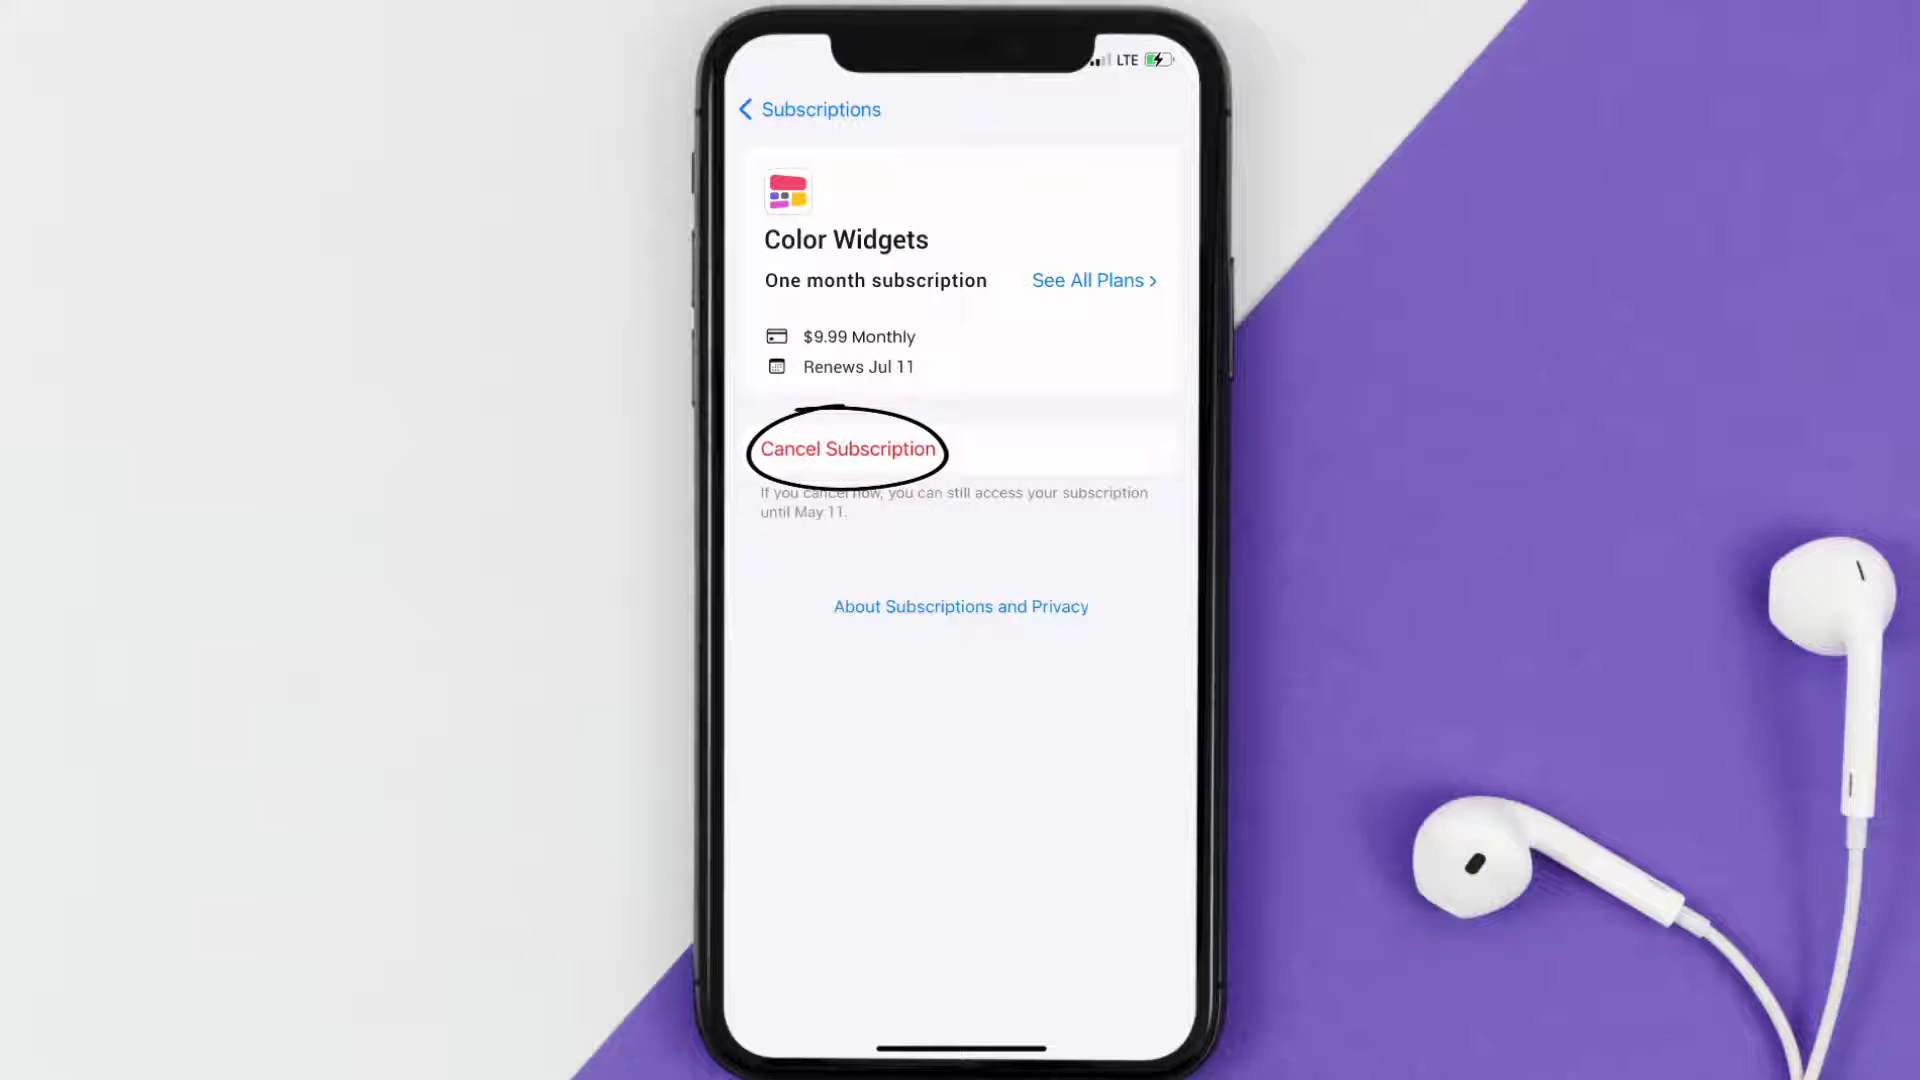 LTE
Subscriptions
Color Widgets
One month subscription See All Plans
$9.99 Monthly
Renews Jul 11
Cancel Subscription
If you cancel now, you can still access your subscription
until May 11.
About Subscriptions and Privacy